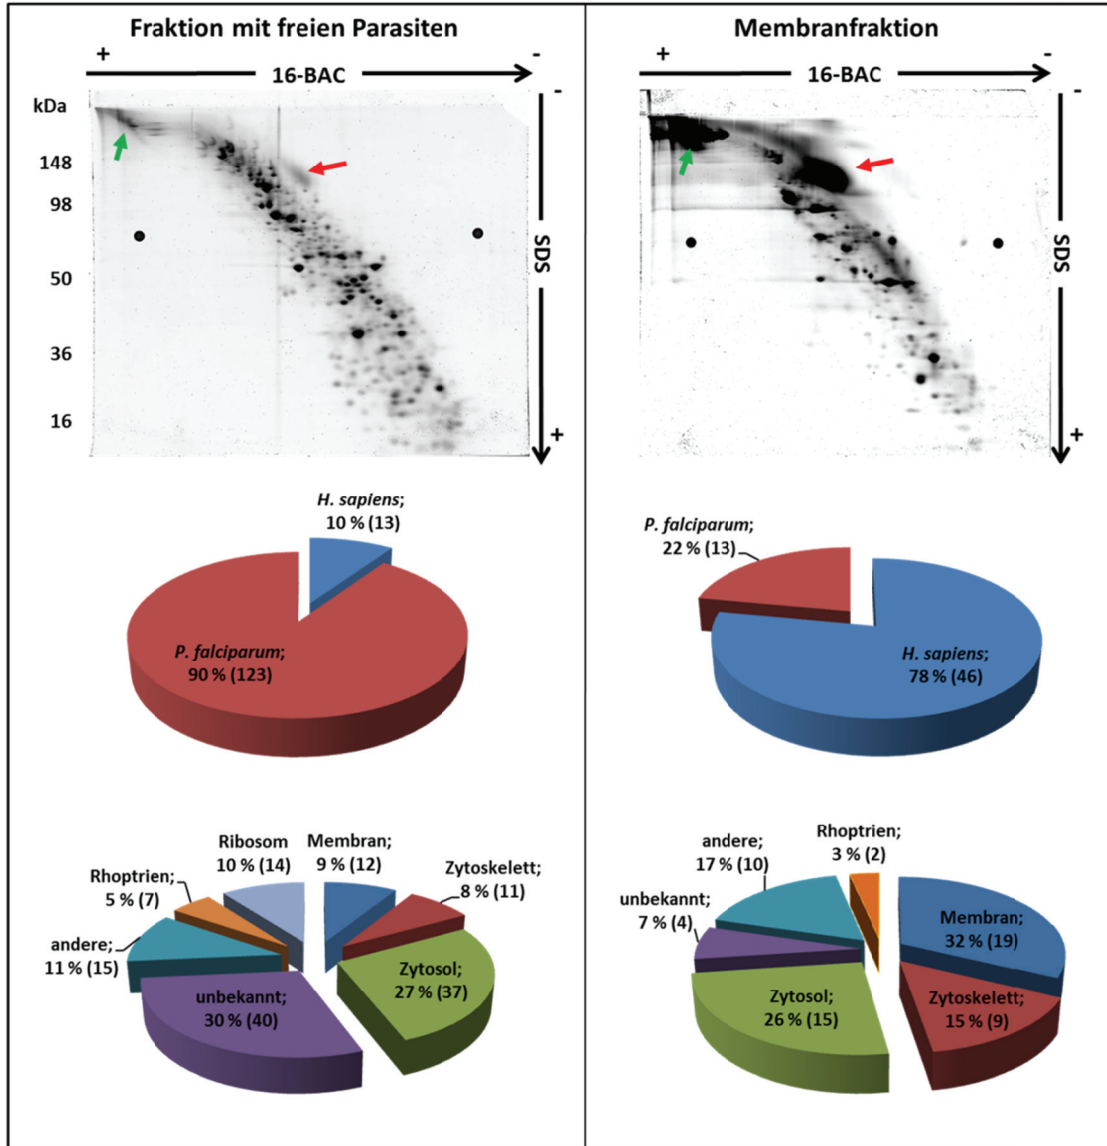 Fraktion mit freien Parasiten
+
-
16-BAC
kDa
148
98
50
36
16
-
SDS
+
H. sapiens;
10 % (13)
P. falciparum;
90 % (123)
Ribosom
10 % (14)
Membran;
9 % (12)
Zytoskelett;
8 % (11)
Rhoptrien;
5 % (7)
andere;
11 % (15)
Zytosol;
27 % (37)
unbekannt;
30 % (40)
Membranfraktion
+
-
16-BAC
-
SDS
+
P. falciparum;
22 % (13)
H. sapiens;
78 % (46)
Rhoptrien;
3 % (2)
andere;
17 % (10)
unbekannt;
7 % (4)
Membran;
32 % (19)
Zytosol;
26 % (15)
Zytoskelett;
15 % (9)